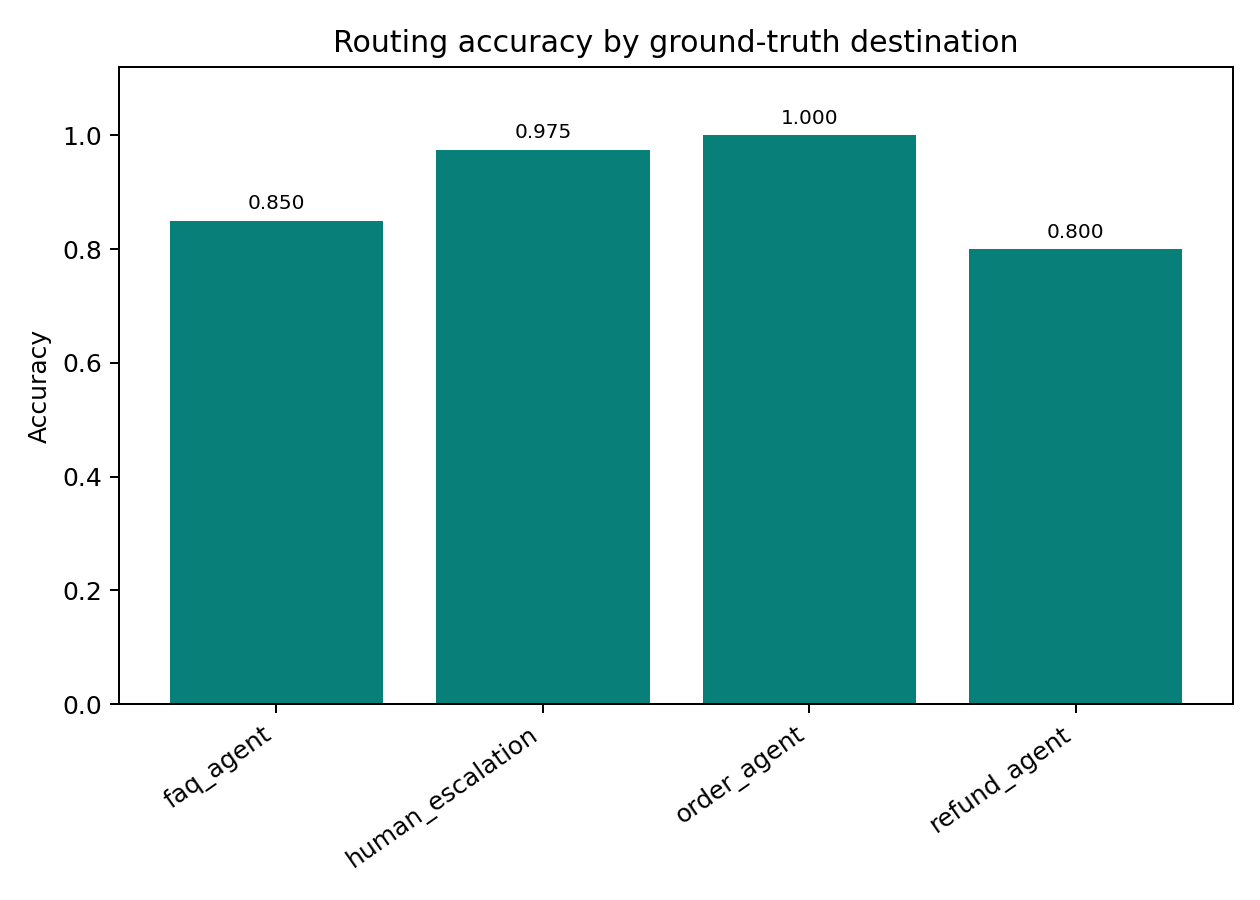 Routing accuracy by ground-truth destination
Accuracy
1.0
0.8
0.6
0.4
0.2
0.0
0.850
0.975
1.000
0.800
faq_agent
human_escalation
order_agent
refund_agent